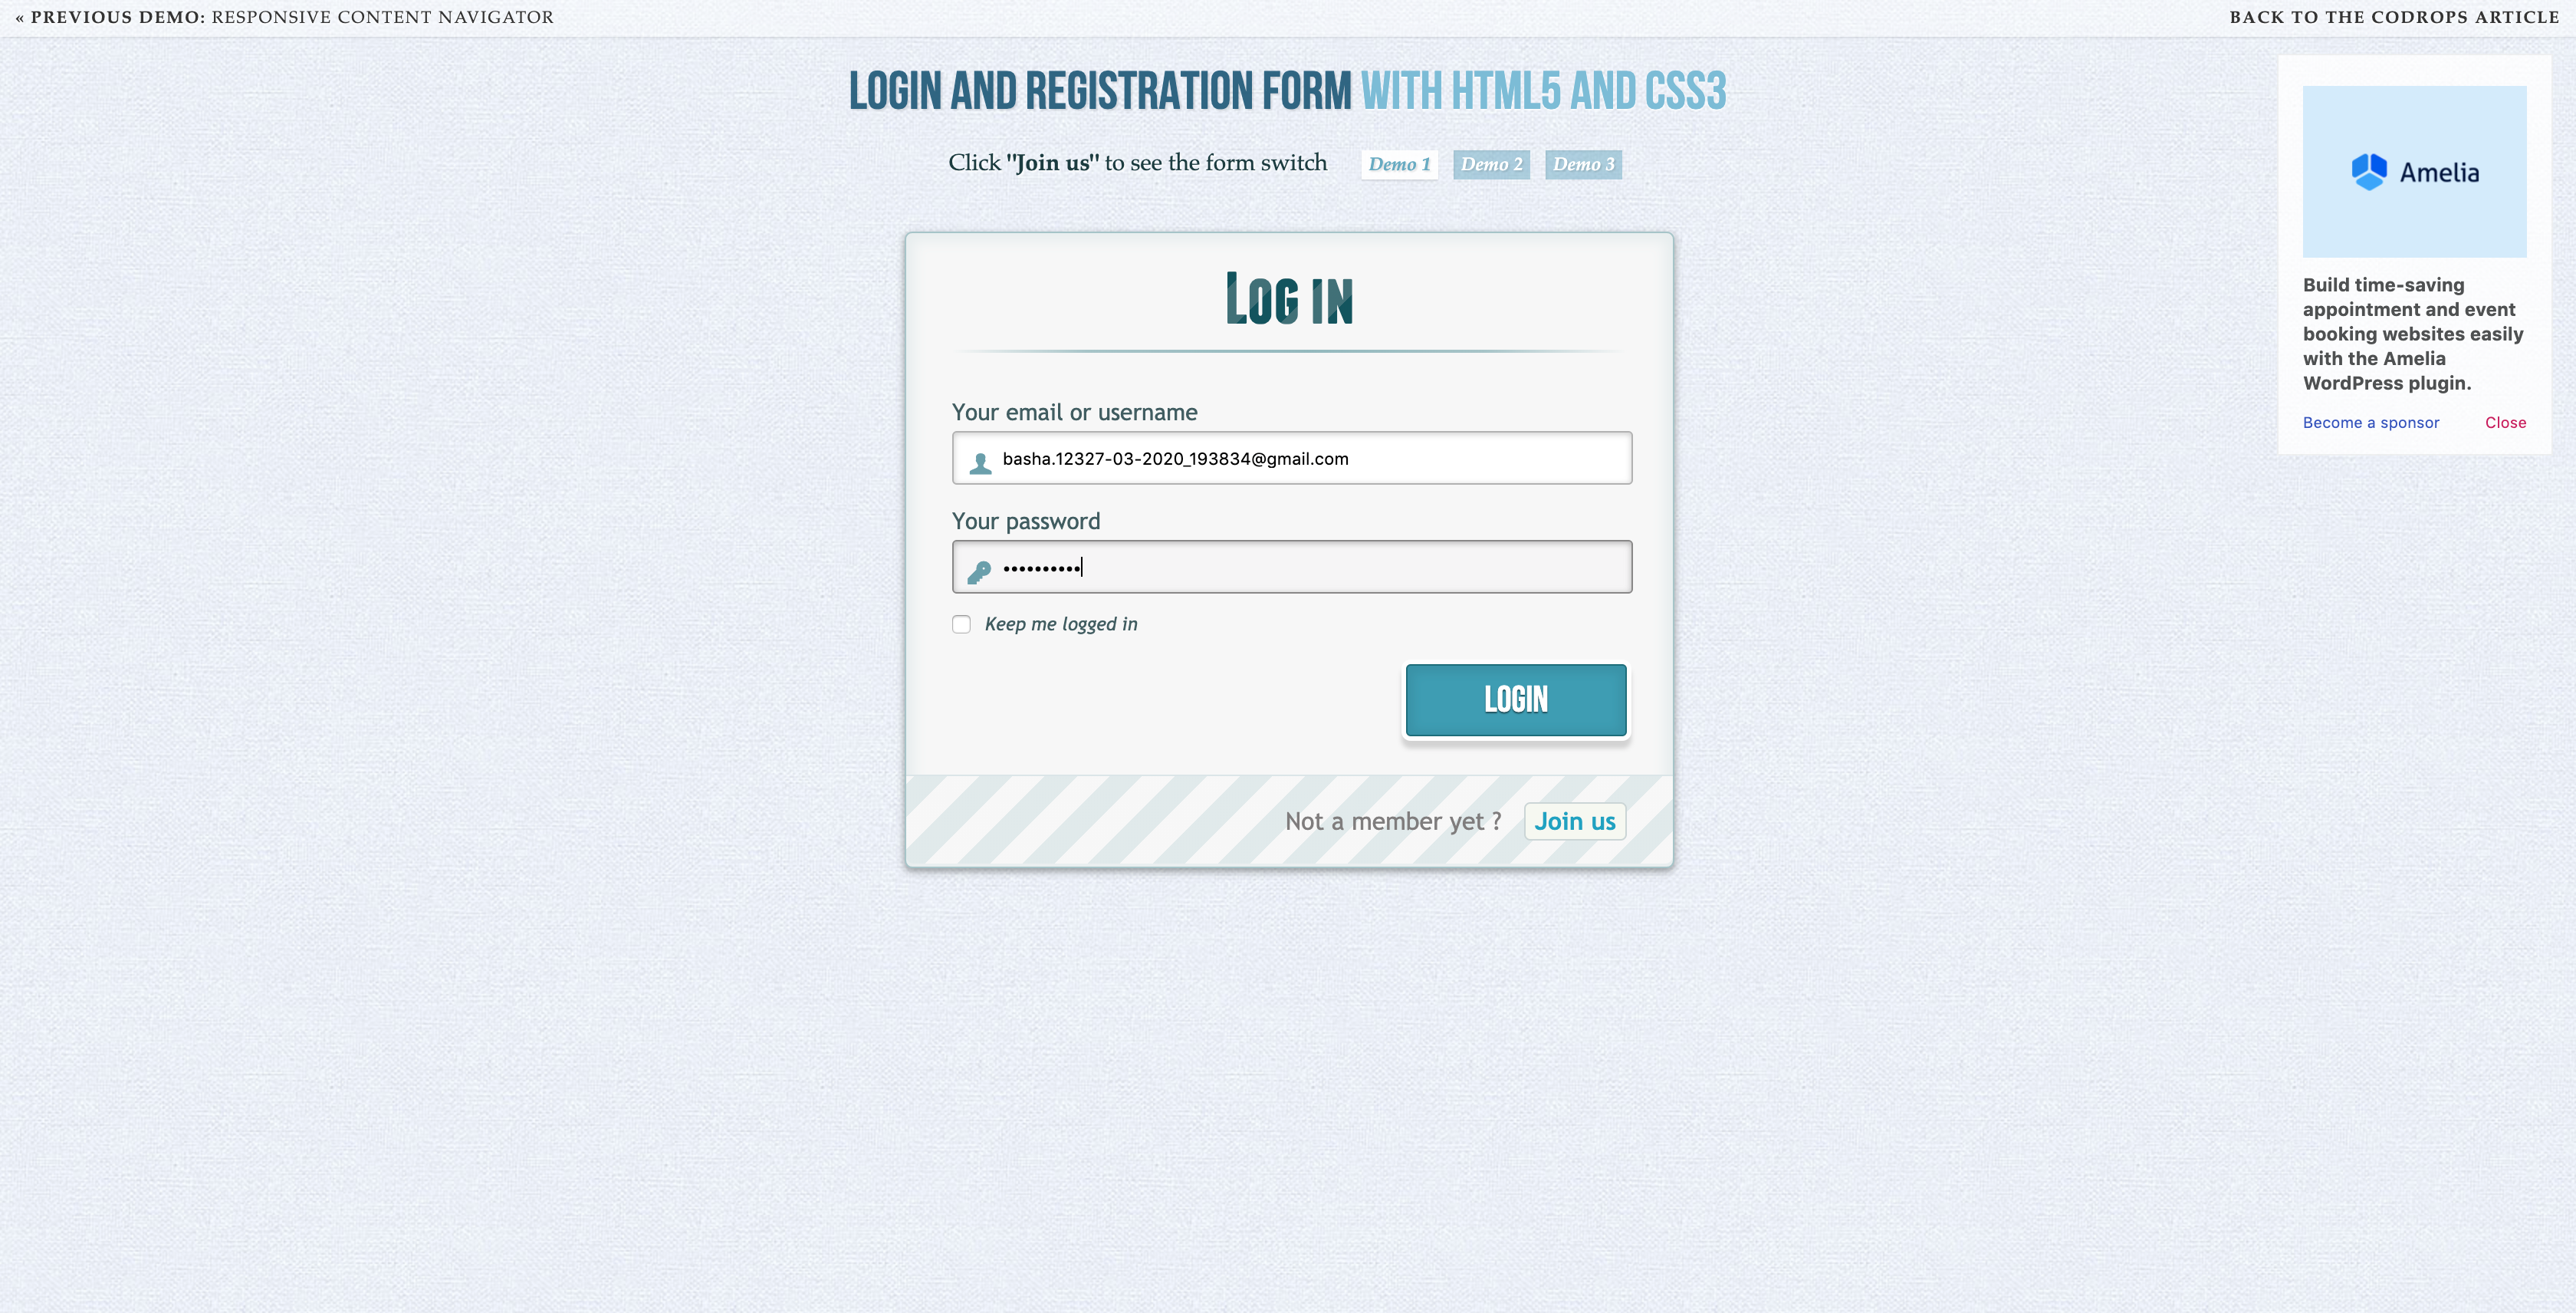 « PREVIOUS DEMO: RESPONSIVE CONTENT NAVIGATOR
BACK TO THE CODROPS ARTICLE
LOGIN AND REGISTRATION FORM WITH HTML5 AND CSS3
Click "Join us" to see the form switch
Demo 1
Demo 2
Demo 3
LOG IN
Your email or username
basha.12327-03-2020_193834@gmail.com
Your password
••••••••••
Keep me logged in
LOGIN
Not a member yet ?
Join us
Amelia
Build time-saving
appointment and event
booking websites easily
with the Amelia
WordPress plugin.
Become a sponsor
Close